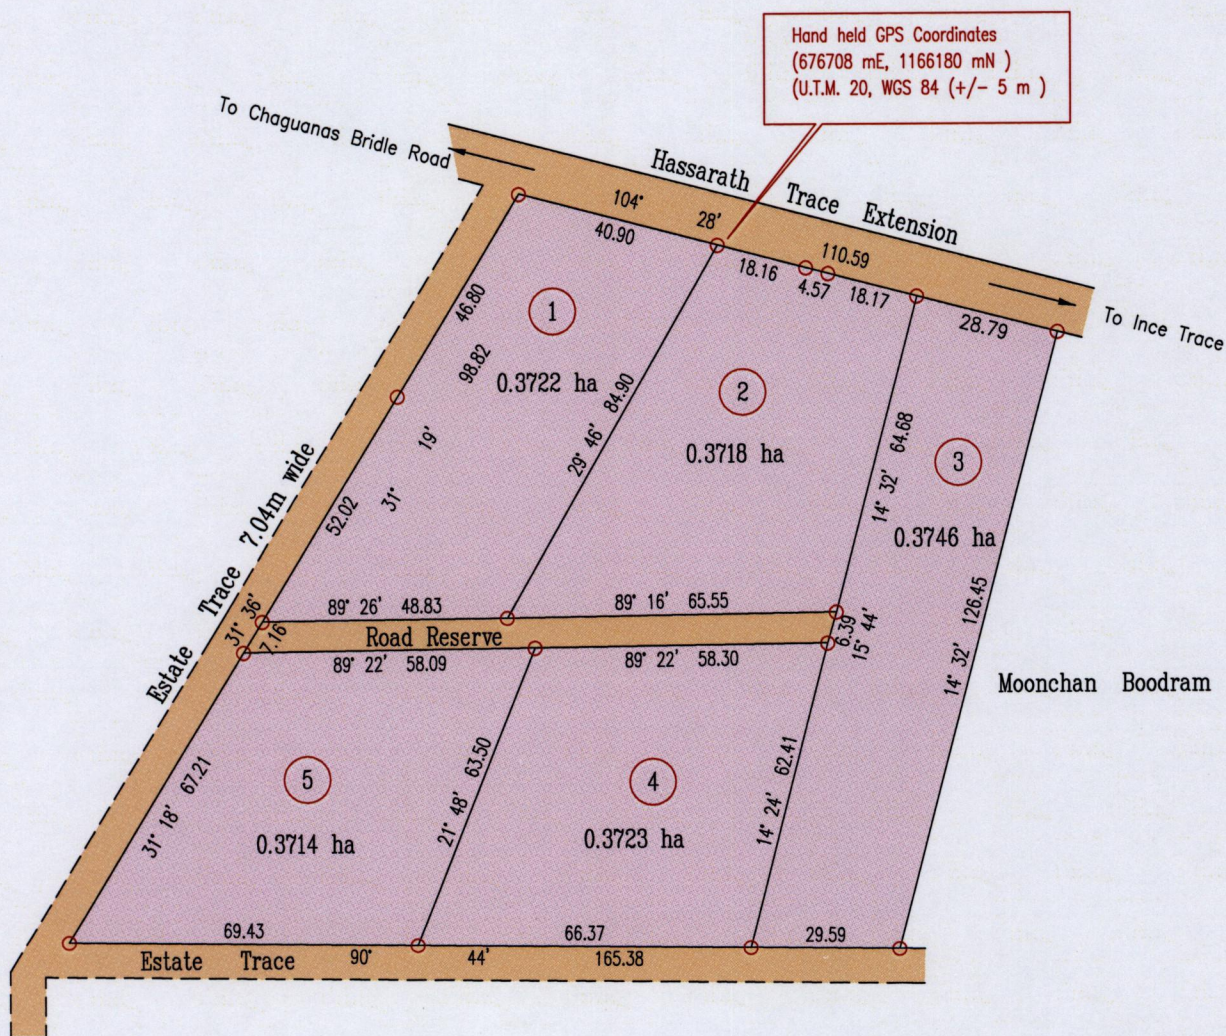 Hand held GPS Coordinates
(676708 mE, 1166180 mN )
(U.T.M. 20, WGS 84 (+/- 5 m )
To Chaguanas Bridle Road
Hassarath Trace Extension
104° 28' 110.59
40.90
18.16
4.57
18.17
28.79
To Ince Trace
46.80
98.82
1
0.3722 ha
29° 46' 84.90
2
0.3718 ha
14° 32' 64.68
3
0.3746 ha
31° 19'
52.02
Estate Trace 7.04m wide
31° 36'
7.16
89° 26' 48.83
89° 16' 65.55
Road Reserve
6.39
15° 44'
89° 22' 58.09
89° 22' 58.30
14° 32' 126.45
Moonchan Boodram
31° 18' 67.21
5
0.3714 ha
21° 48' 63.50
4
0.3723 ha
14° 24' 62.41
69.43
66.37
29.59
Estate Trace 90° 44' 165.38